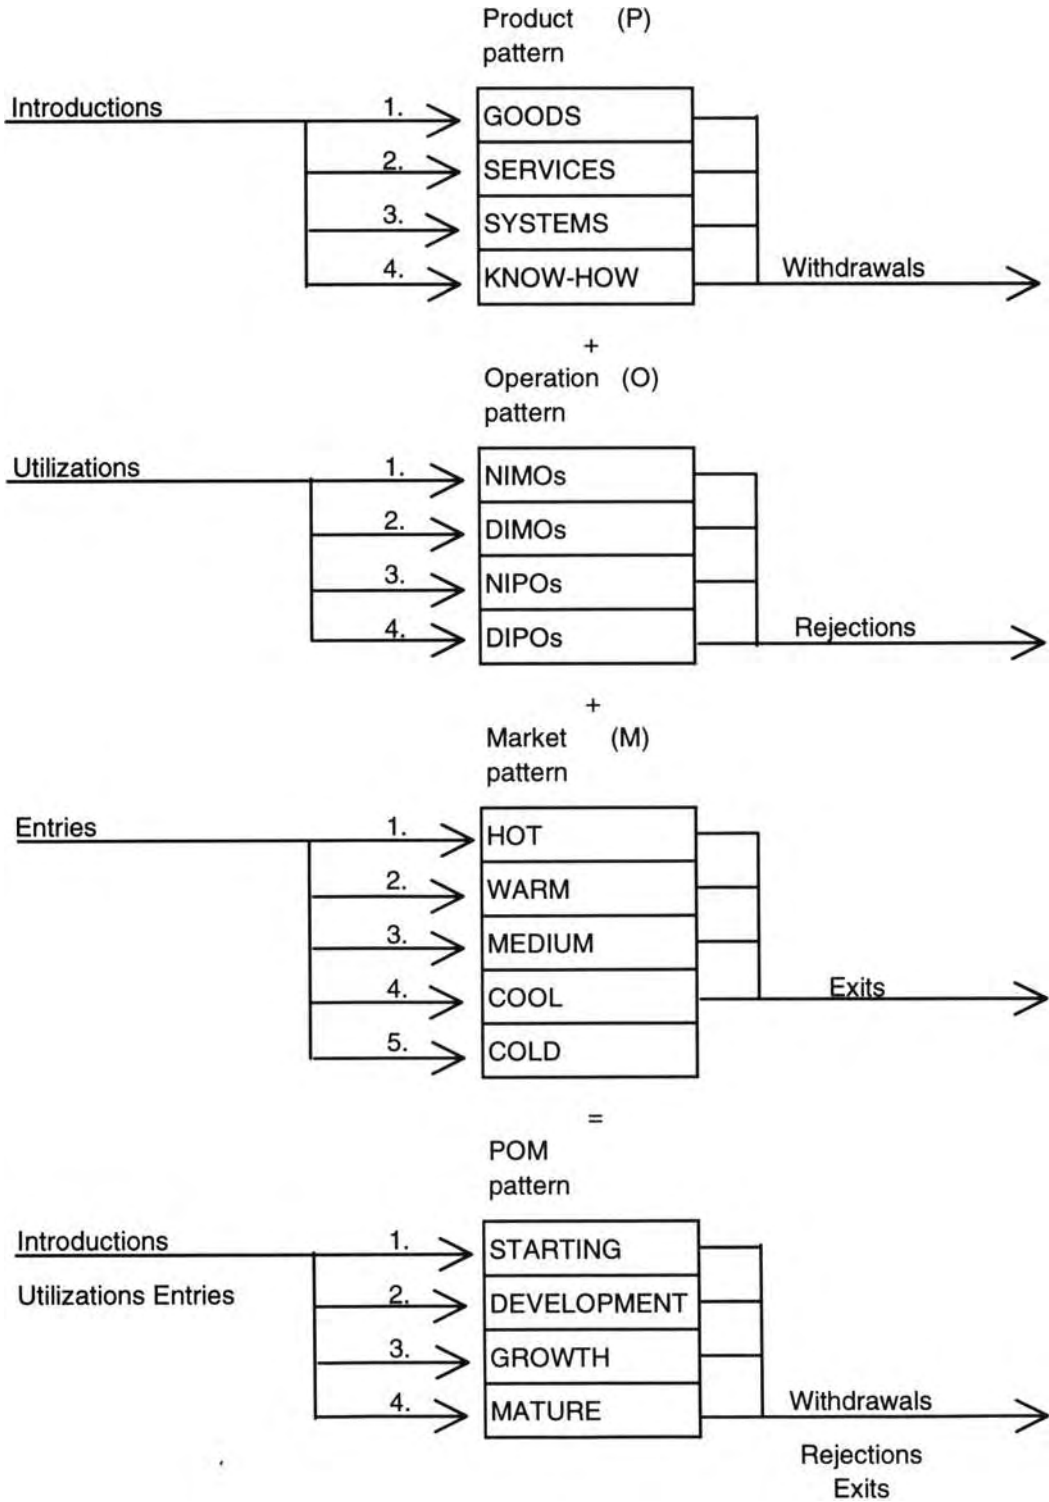 Product (P)
pattern
Introductions 1. GOODS
2. SERVICES
3. SYSTEMS
4. KNOW-HOW Withdrawals
+
Operation (O)
pattern
Utilizations 1. NIMOs
2. DIMOs
3. NIPOs
4. DIPOs Rejections
+
Market (M)
pattern
Entries 1. HOT
2. WARM
3. MEDIUM
4. COOL Exits
5. COLD
=
POM
pattern
Introductions 1. STARTING
Utilizations Entries 2. DEVELOPMENT
3. GROWTH
4. MATURE Withdrawals
Rejections
Exits